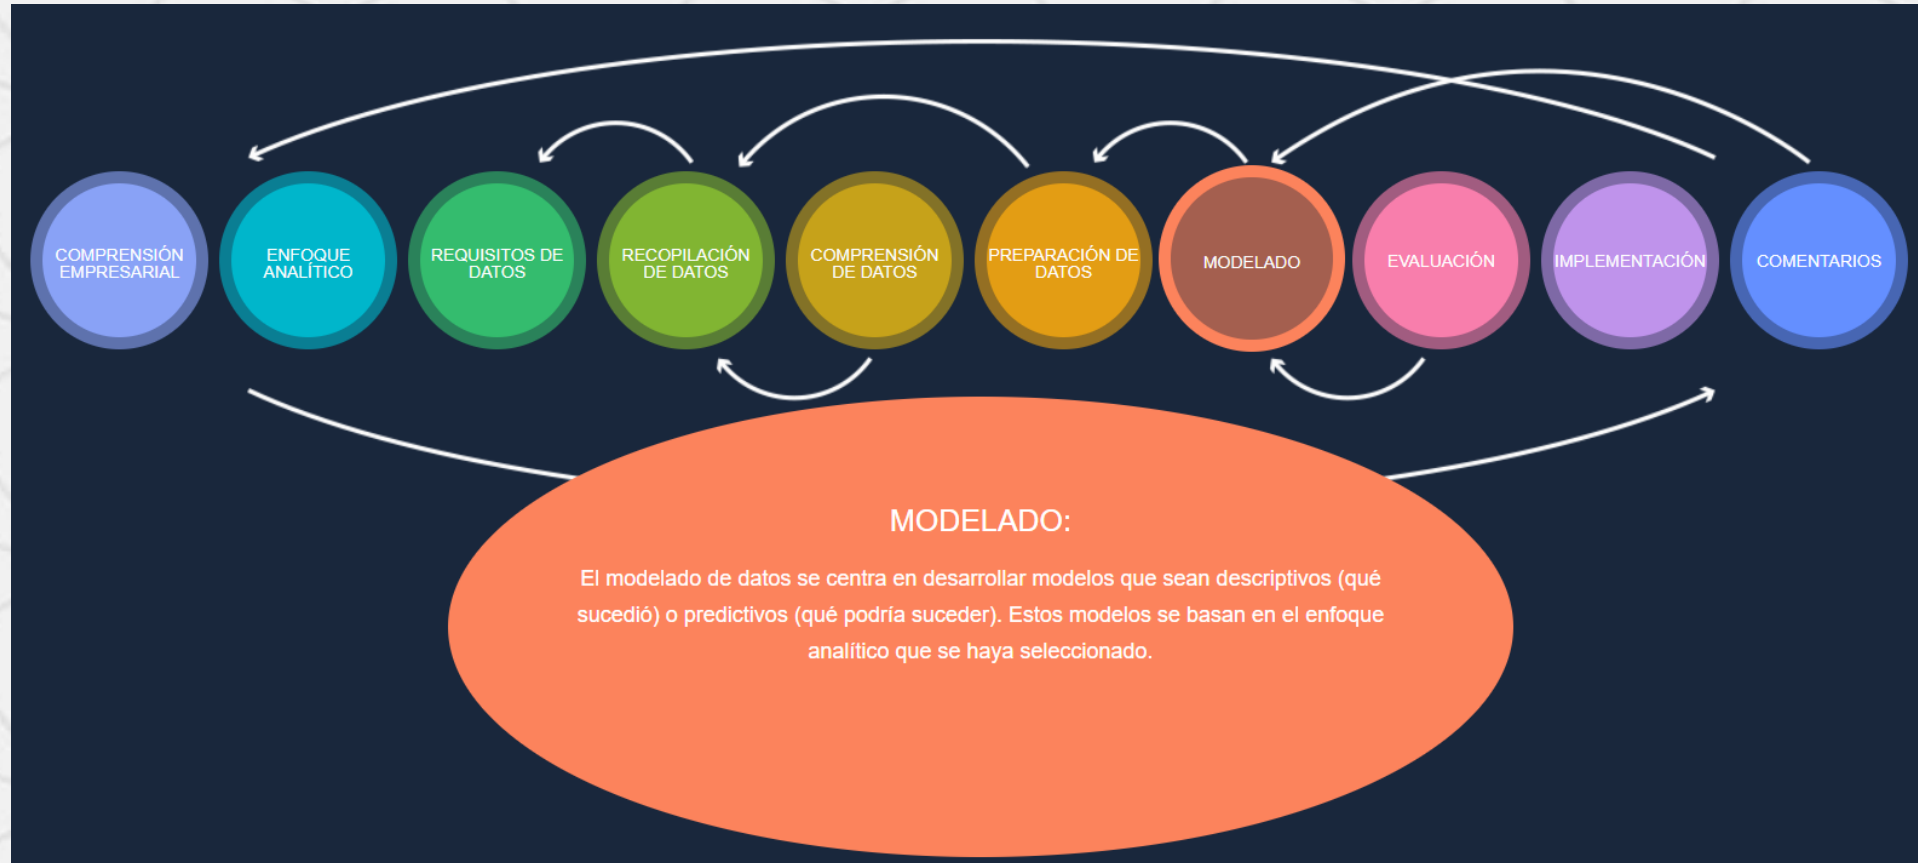 COMPRENSIÓN
EMPRESARIAL
ENFOQUE
ANALÍTICO
REQUISITOS DE
DATOS
RECOPILACIÓN
DE DATOS
COMPRENSIÓN
DE DATOS
PREPARACIÓN DE
DATOS
MODELADO
EVALUACIÓN
IMPLEMENTACIÓN
COMENTARIOS
MODELADO:
El modelado de datos se centra en desarrollar modelos que sean descriptivos (qué
sucedió) o predictivos (qué podría suceder). Estos modelos se basan en el enfoque
analítico que se haya seleccionado.